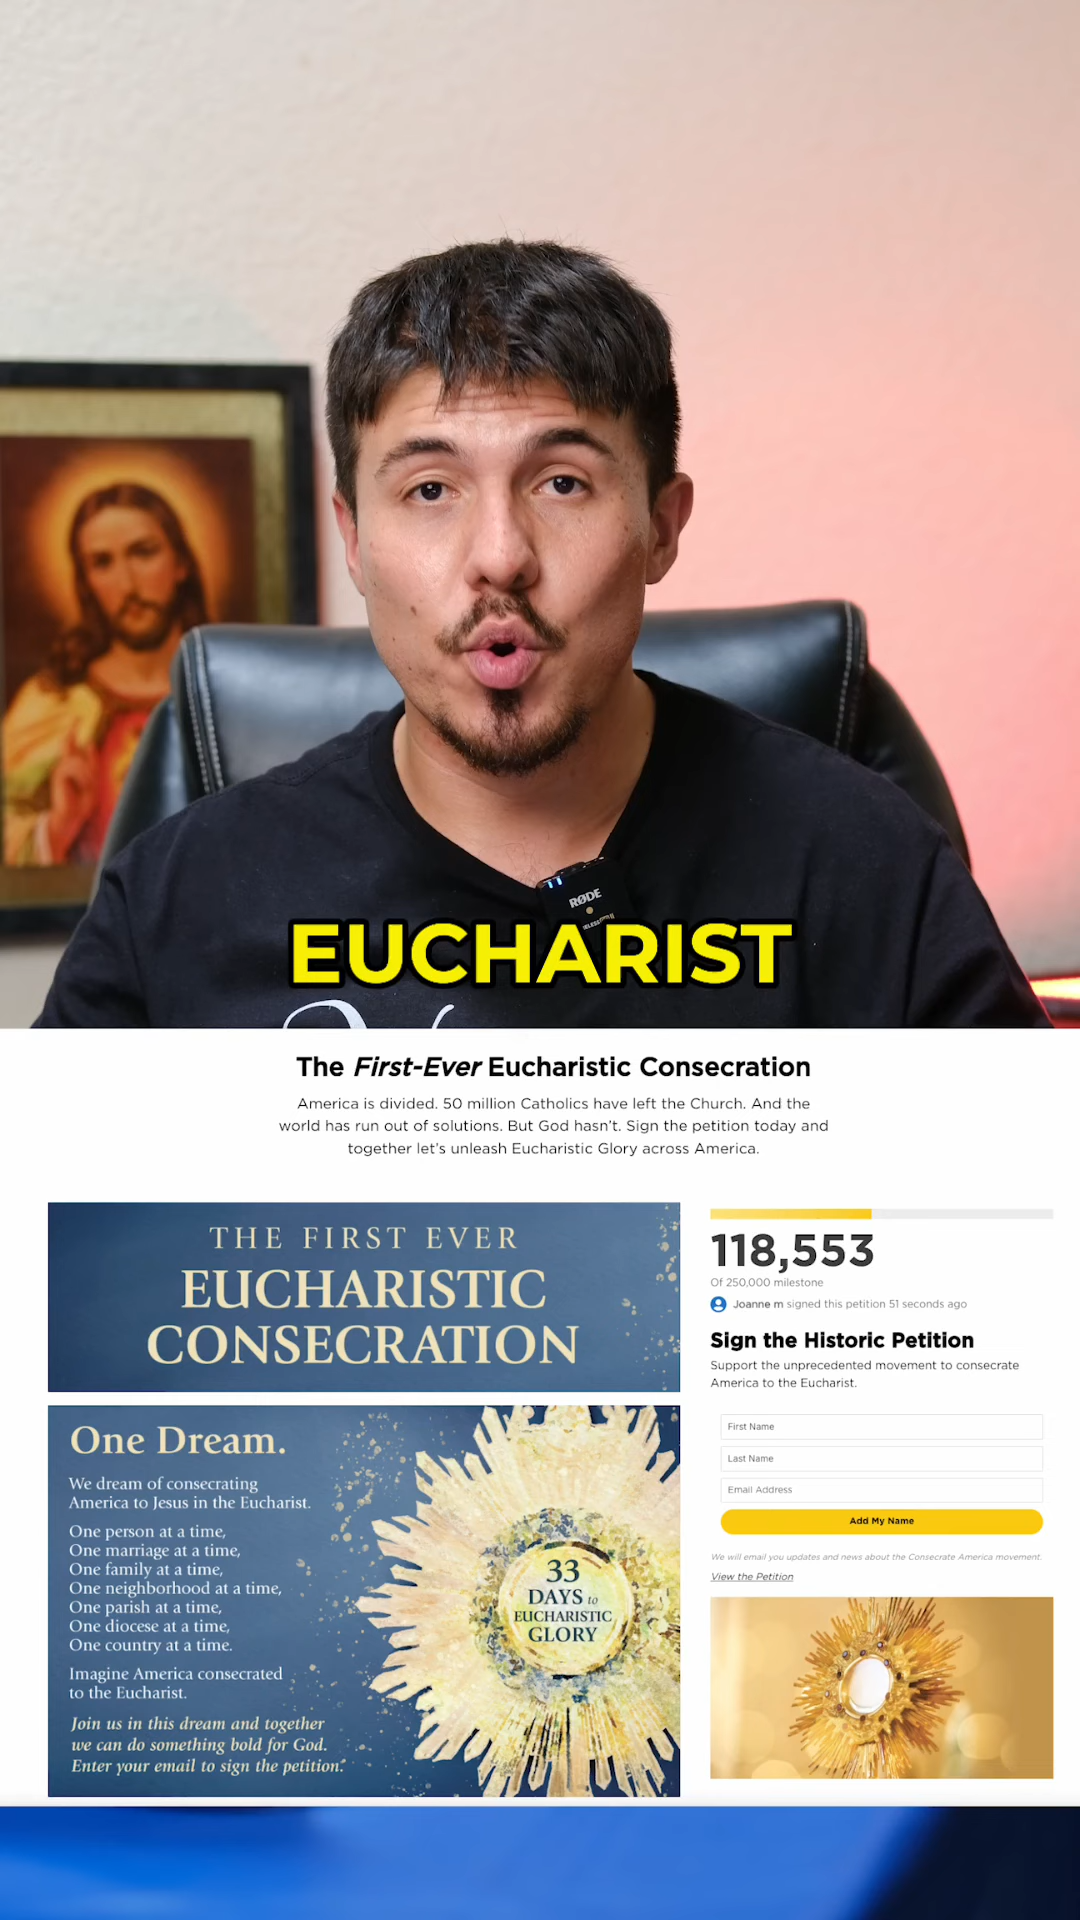 RØDE
EUCHARIST
The First-Ever Eucharistic Consecration
America is divided. 50 million Catholics have left the Church. And the
world has run out of solutions. But God hasn't. Sign the petition today and
together let's unleash Eucharistic Glory across America.
THE FIRST EVER
EUCHARISTIC
CONSECRATION
One Dream.
We dream of consecrating
America to Jesus in the Eucharist.
One person at a time,
One marriage at a time,
One family at a time,
One neighborhood at a time,
One parish at a time,
One diocese at a time,
One country at a time.
Imagine America consecrated
to the Eucharist.
Join us in this dream and together
we can do something bold for God.
Enter your email to sign the petition.
33
DAYS to
EUCHARISTIC
GLORY
118,553
Of 250,000 milestone
Joanne m signed this petition 51 seconds ago
Sign the Historic Petition
Support the unprecedented movement to consecrate
America to the Eucharist.
First Name
Last Name
Email Address
Add My Name
We will email you updates and news about the Consecrate America movement.
View the Petition